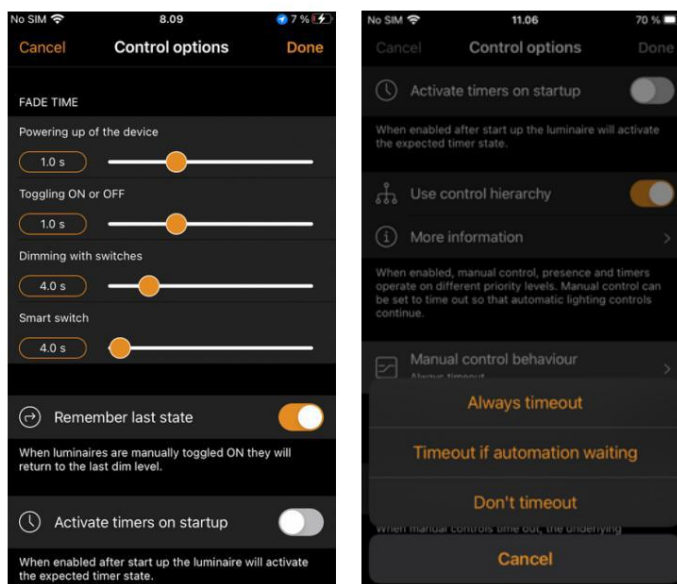 No SIM 8.09 7 %
Cancel Control options Done
FADE TIME
Powering up of the device
1.0 s
Toggling ON or OFF
1.0 s
Dimming with switches
4.0 s
Smart switch
4.0 s
Remember last state
When luminaires are manually toggled ON they will
return to the last dim level.
Activate timers on startup
When enabled after start up the luminaire will activate
the expected timer state.
No SIM 11.06 70 %
Cancel Control options Done
Activate timers on startup
When enabled after start up the luminaire will activate
the expected timer state.
Use control hierarchy
More information
When enabled, manual control, presence and timers
operate on different priority levels. Manual control can
be set to time out so that automatic lighting controls
continue.
Manual control behaviour
Always timeout
Always timeout
Timeout if automation waiting
Don't timeout
When manual controls time out, the underlying
Cancel